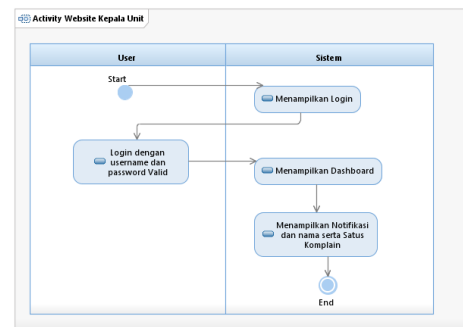 Activity Website Kepala Unit
User
Sistem
Start
Menampilkan Login
Login dengan
username dan
password Valid
Menampilkan Dashboard
Menampilkan Notifikasi
dan nama serta Satus
Komplain
End